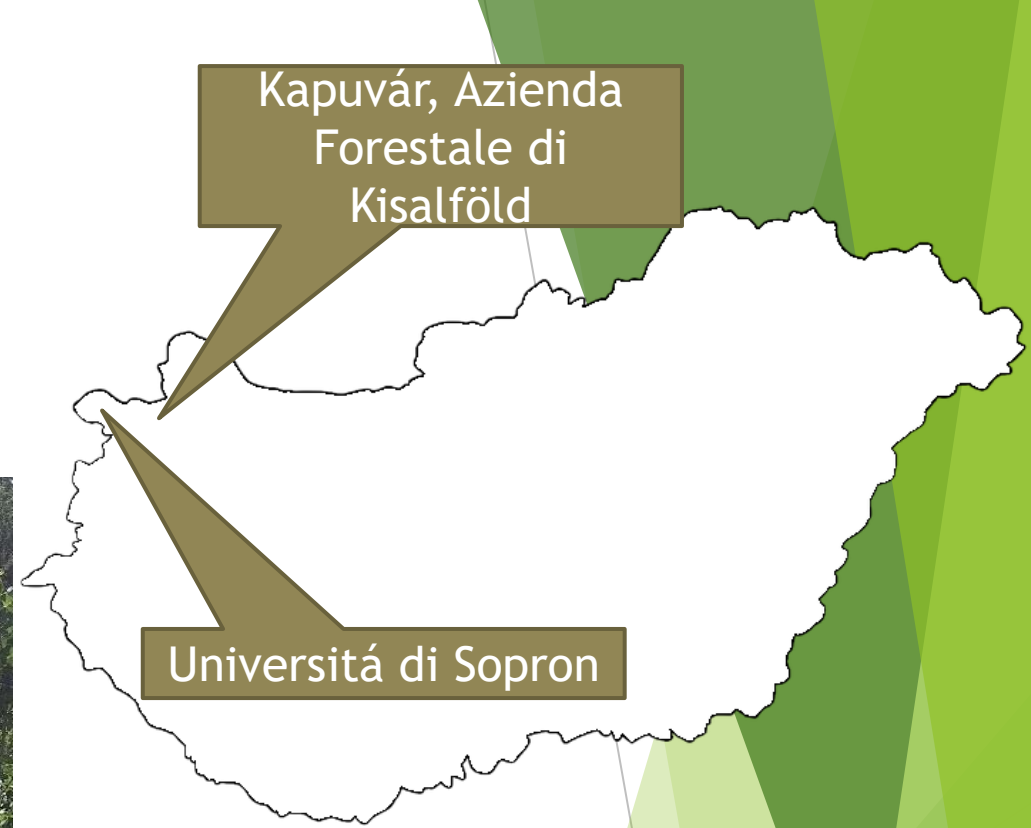 Kapuvár, Azienda
Forestale di
Kisalföld
Universitá di Sopron